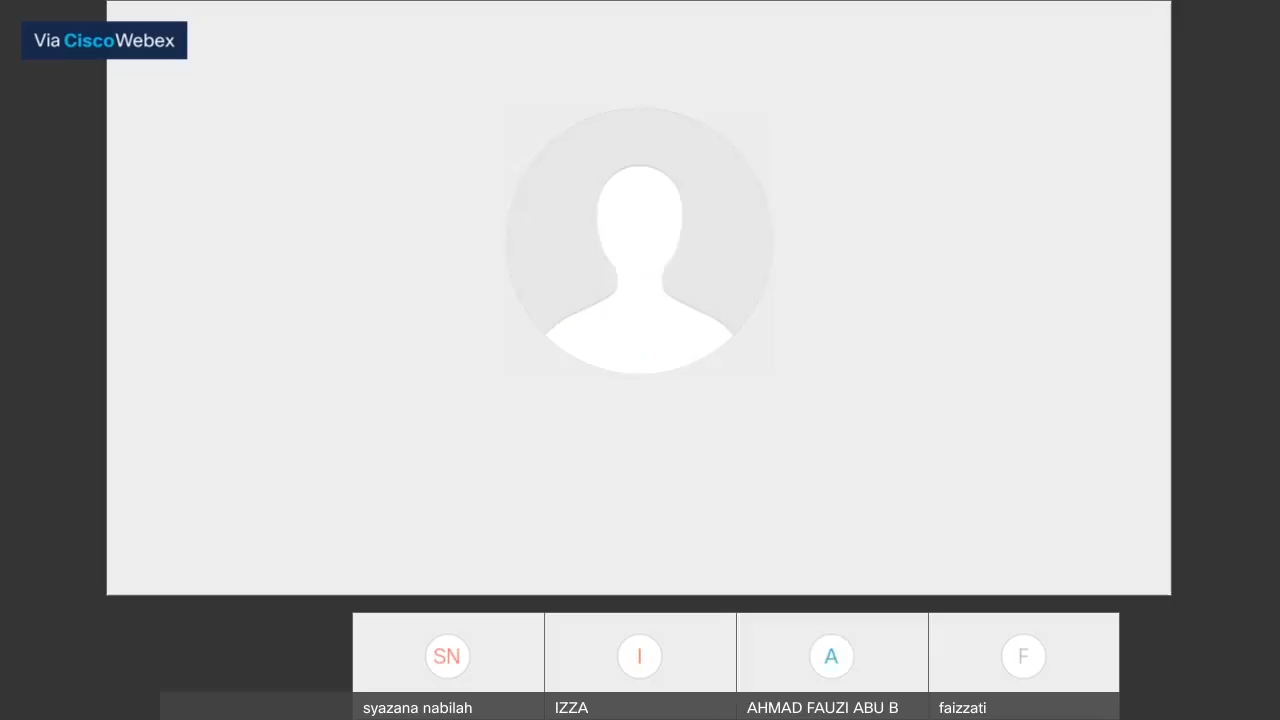 Via CiscoWebex
SN
I
A
F
syazana nabilah
IZZA
AHMAD FAUZI ABU B
faizzati